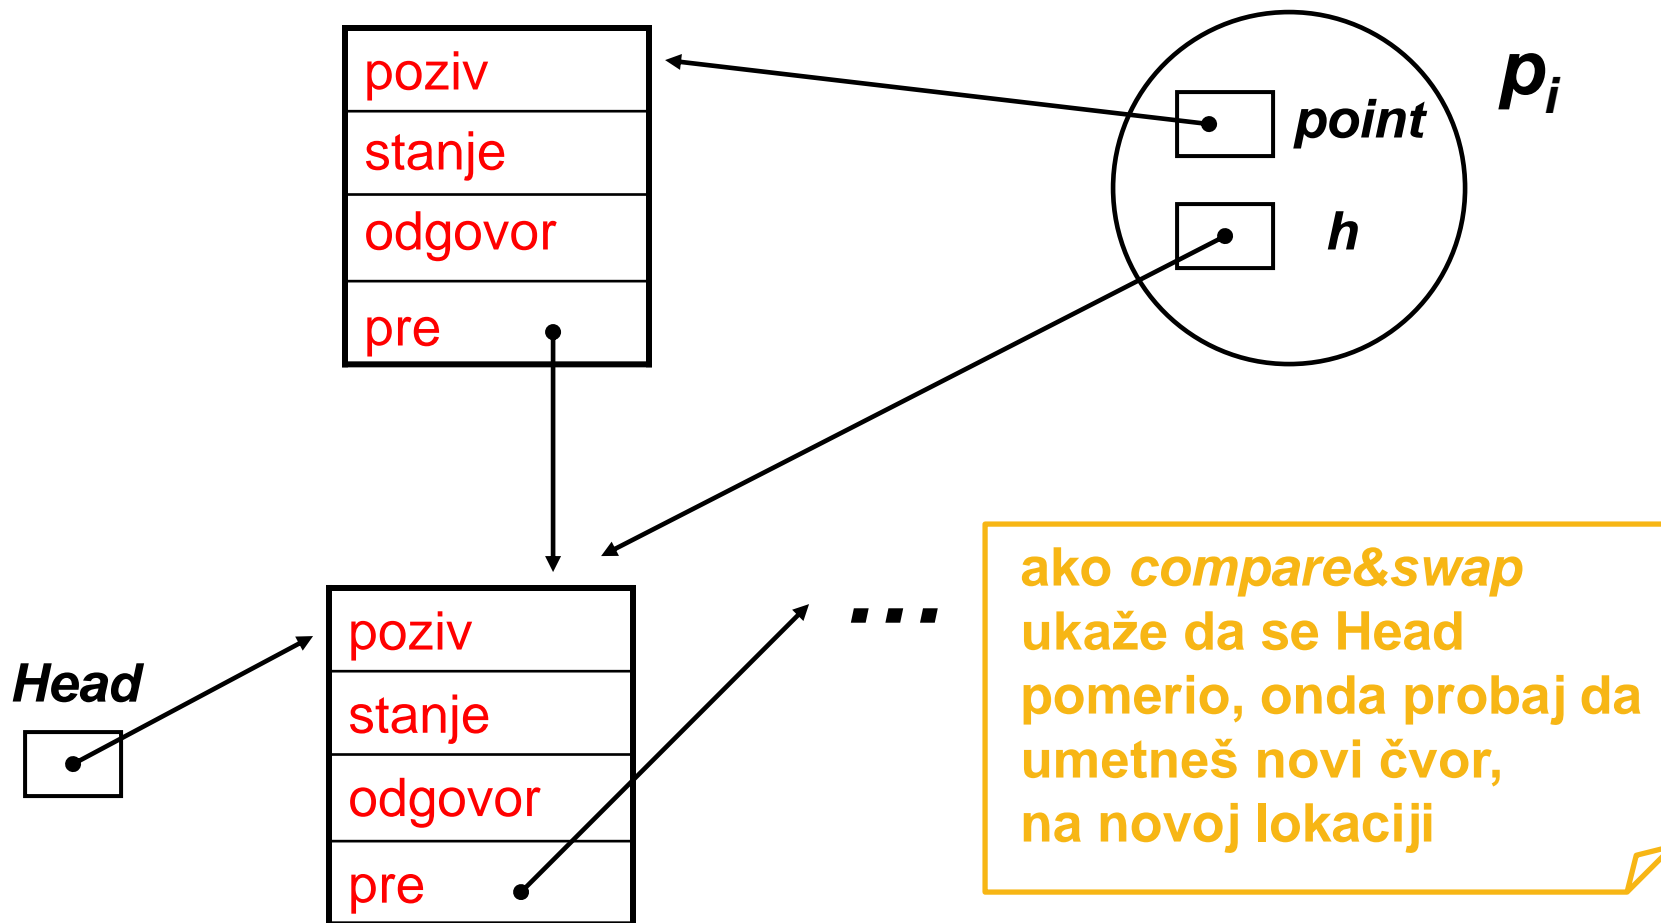 poziv
stanje
odgovor
pre
point
h
pi
Head
poziv
stanje
odgovor
pre
...
ako compare&swap
ukaže da se Head
pomerio, onda probaj da
umetneš novi čvor,
na novoj lokaciji